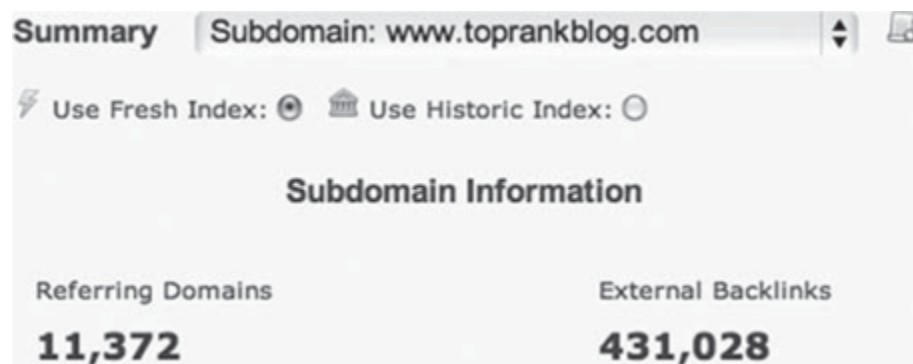 Summary Subdomain: www.toprankblog.com
Use Fresh Index: Use Historic Index:
Subdomain Information
Referring Domains External Backlinks
11,372 431,028